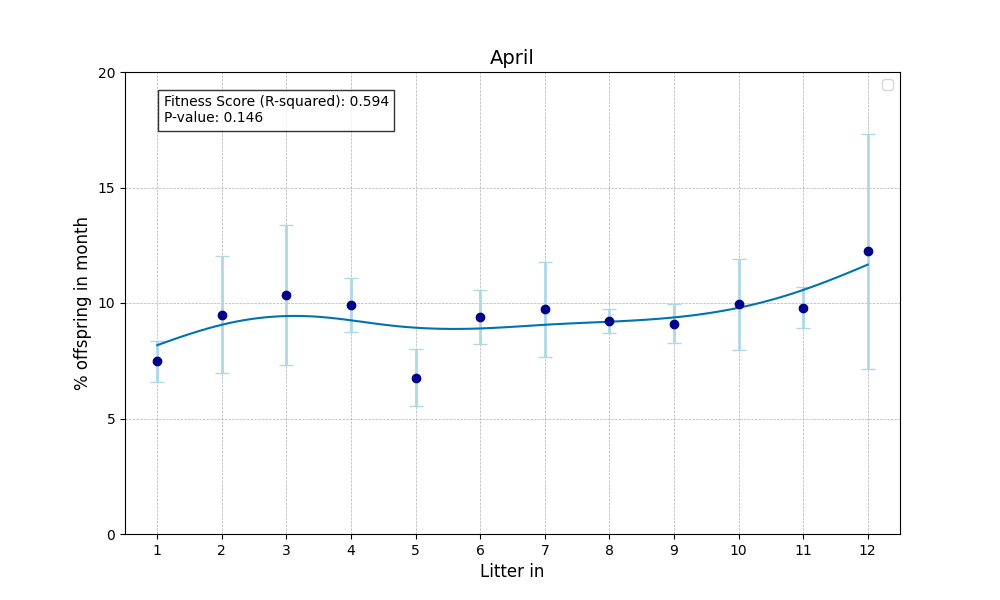 April
Fitness Score (R-squared): 0.594
P-value: 0.146
% offspring in month
20
15
10
5
0
1 2 3 4 5 6 7 8 9 10 11 12
Litter in